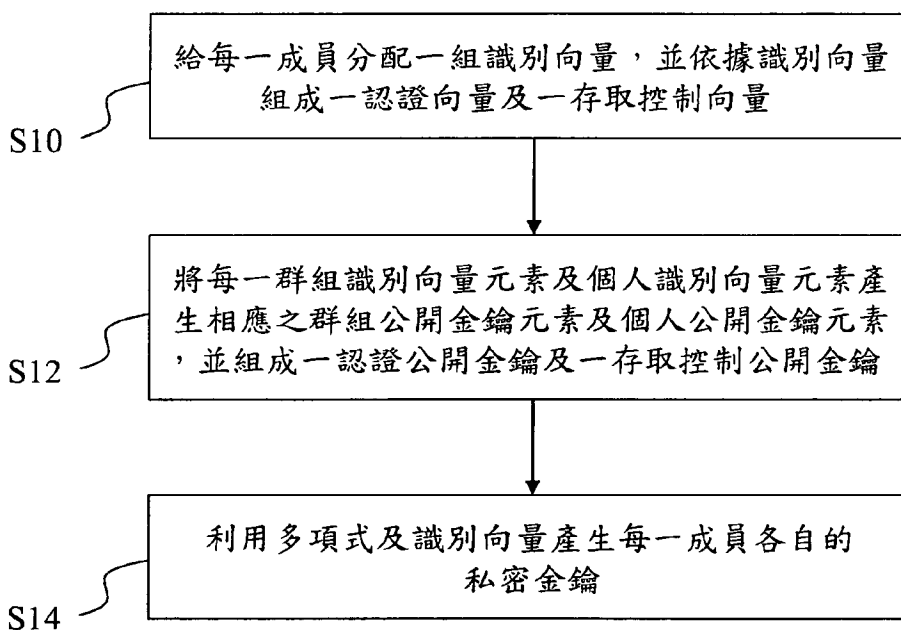 給每一成員分配一組識別向量，並依據識別向量
組成一認證向量及一存取控制向量
S10
將每一群組識別向量元素及個人識別向量元素產
生相應之群組公開金鑰元素及個人公開金鑰元素
，並組成一認證公開金鑰及一存取控制公開金鑰
S12
利用多項式及識別向量產生每一成員各自的
私密金鑰
S14